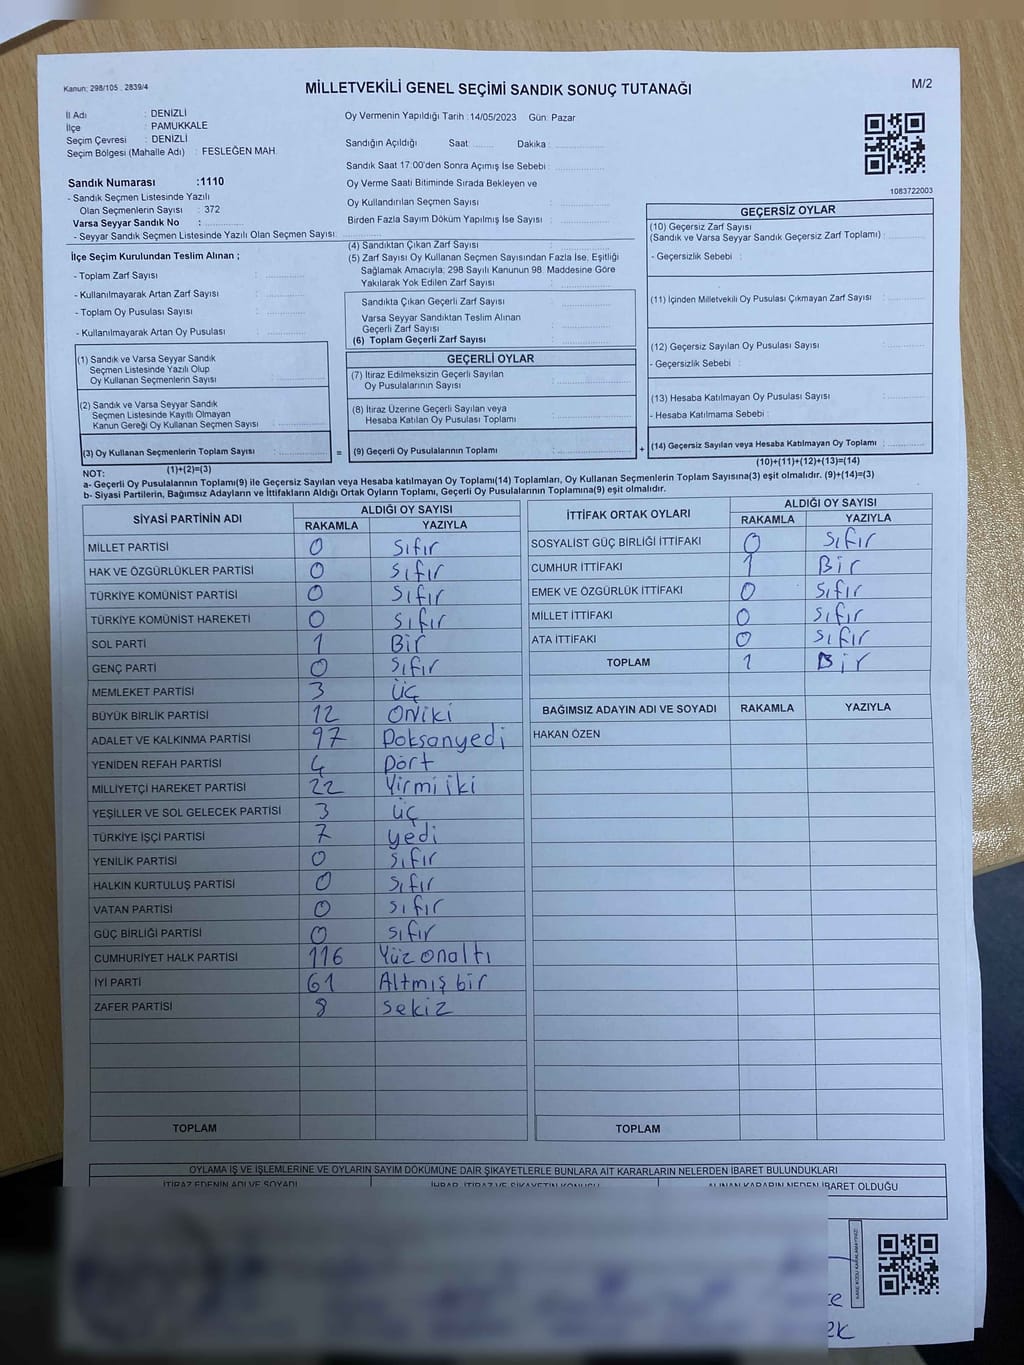 Kanun: 298/105 , 2839/4
MİLLETVEKİLİ GENEL SEÇİMİ SANDIK SONUÇ TUTANAĞI
M/2
İl Adı : DENİZLİ
İlçe : PAMUKKALE
Seçim Çevresi : DENİZLİ
Seçim Bölgesi (Mahalle Adı) : FESLEĞEN MAH.
Sandık Numarası :1110
- Sandık Seçmen Listesinde Yazılı
Olan Seçmenlerin Sayısı : 372
Varsa Seyyar Sandık No :
- Seyyar Sandık Seçmen Listesinde Yazılı Olan Seçmen Sayısı:
Oy Vermenin Yapıldığı Tarih :14/05/2023 Gün: Pazar
Sandığın Açıldığı Saat: Dakika :
Sandık Saat 17:00'den Sonra Açımış İse Sebebi :
Oy Verme Saati Bitiminde Sırada Bekleyen ve
Oy Kullandırılan Seçmen Sayısı :
Birden Fazla Sayım Döküm Yapılmış İse Sayısı :
1083722003
İlçe Seçim Kurulundan Teslim Alınan ;
- Toplam Zarf Sayısı :
- Kullanılmayarak Artan Zarf Sayısı :
- Toplam Oy Pusulası Sayısı :
- Kullanılmayarak Artan Oy Pusulası :
(4) Sandıktan Çıkan Zarf Sayısı :
(5) Zarf Sayısı Oy Kullanan Seçmen Sayısından Fazla İse, Eşitliği
Sağlamak Amacıyla; 298 Sayılı Kanunun 98. Maddesine Göre
Yakılarak Yok Edilen Zarf Sayısı :
Sandıkta Çıkan Geçerli Zarf Sayısı :
Varsa Seyyar Sandıktan Teslim Alınan
Geçerli Zarf Sayısı :
(6) Toplam Geçerli Zarf Sayısı :
GEÇERSİZ OYLAR
(10) Geçersiz Zarf Sayısı
(Sandık ve Varsa Seyyar Sandık Geçersiz Zarf Toplamı) :
- Geçersizlik Sebebi :
(11) İçinden Milletvekili Oy Pusulası Çıkmayan Zarf Sayısı :
(12) Geçersiz Sayılan Oy Pusulası Sayısı :
- Geçersizlik Sebebi :
(13) Hesaba Katılmayan Oy Pusulası Sayısı :
- Hesaba Katılmama Sebebi :
(14) Geçersiz Sayılan veya Hesaba Katılmayan Oy Toplamı :
(10)+(11)+(12)+(13)=(14)
(1) Sandık ve Varsa Seyyar Sandık
Seçmen Listesinde Yazılı Olup
Oy Kullanan Seçmenlerin Sayısı :
(2) Sandık ve Varsa Seyyar Sandık
Seçmen Listesinde Kayıtlı Olmayan
Kanun Gereği Oy Kullanan Seçmen Sayısı :
(3) Oy Kullanan Seçmenlerin Toplam Sayısı :
(1)+(2)=(3)
GEÇERLİ OYLAR
(7) İtiraz Edilmeksizin Geçerli Sayılan
Oy Pusulalarının Sayısı :
(8) İtiraz Üzerine Geçerli Sayılan veya
Hesaba Katılan Oy Pusulası Toplamı :
= (9) Geçerli Oy Pusulalarının Toplamı : +
NOT:
a- Geçerli Oy Pusulasının Toplamı(9) ile Geçersiz Sayılan veya Hesaba katılmayan Oy Toplamı(14) Toplamları, Oy Kullanan Seçmenlerin Toplam Sayısına(3) eşit olmalıdır. (9)+(14)=(3)
b- Siyasi Partilerin, Bağımsız Adayların ve İttifakların Aldığı Ortak Oyların Toplamı, Geçerli Oy Pusulalarının Toplamına(9) eşit olmalıdır.
SİYASİ PARTİNİN ADI ALDIĞI OY SAYISI
RAKAMLA YAZIYLA
MİLLET PARTİSİ 0 Sıfır
HAK VE ÖZGÜRLÜKLER PARTİSİ 0 Sıfır
TÜRKİYE KOMÜNİST PARTİSİ 0 Sıfır
TÜRKİYE KOMÜNİST HAREKETİ 0 Sıfır
SOL PARTİ 1 Bir
GENÇ PARTİ 0 Sıfır
MEMLEKET PARTİSİ 3 üç
BÜYÜK BİRLİK PARTİSİ 12 Oniki
ADALET VE KALKINMA PARTİSİ 97 Doksanyedi
YENİDEN REFAH PARTİSİ 4 Dört
MİLLİYETÇİ HAREKET PARTİSİ 22 Yirmi iki
YEŞİLLER VE SOL GELECEK PARTİSİ 3 üç
TÜRKİYE İŞÇİ PARTİSİ 7 yedi
YENİLİK PARTİSİ 0 Sıfır
HALKIN KURTULUŞ PARTİSİ 0 Sıfır
VATAN PARTİSİ 0 Sıfır
GÜÇ BİRLİĞİ PARTİSİ 0 Sıfır
CUMHURİYET HALK PARTİSİ 116 Yüz onaltı
İYİ PARTİ 61 Altmış bir
ZAFER PARTİSİ 8 Sekiz
TOPLAM
İTTİFAK ORTAK OYLARI ALDIĞI OY SAYISI
RAKAMLA YAZIYLA
SOSYALİST GÜÇ BİRLİĞİ İTTİFAKI 0 Sıfır
CUMHUR İTTİFAKI 1 Bir
EMEK VE ÖZGÜRLÜK İTTİFAKI 0 Sıfır
MİLLET İTTİFAKI 0 Sıfır
ATA İTTİFAKI 0 Sıfır
TOPLAM 1 Bir
BAĞIMSIZ ADAYIN ADI VE SOYADI RAKAMLA YAZIYLA
HAKAN ÖZEN
TOPLAM
OYLAMA İŞ VE İŞLEMLERİNE VE OYLARIN SAYIM DÖKÜMÜNE DAİR ŞİKAYETLERLE BUNLARA AİT KARARLARIN NELERDEN İBARET BULUNDUKLARI
İTİRAZ EDENİN ADI VE SOYADI İHBAR, İTİRAZ VE ŞİKAYETİN KONUSU ALINAN KARARIN NEDEN İBARET OLDUĞU